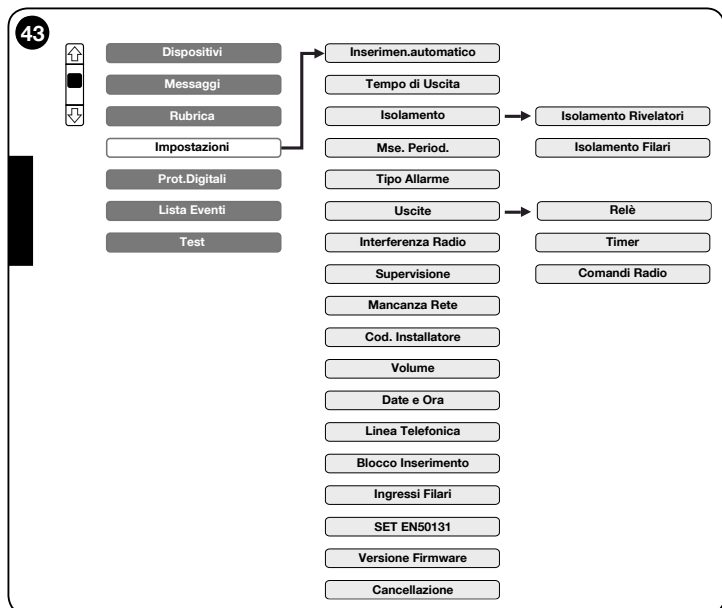 43
Dispositivi
Messaggi
Rubrica
Impostazioni
Prot.Digitali
Lista Eventi
Test
Inserimen.automatico
Tempo di Uscita
Isolamento
Mse. Period.
Tipo Allarme
Uscite
Interferenza Radio
Supervisione
Mancanza Rete
Cod. Installatore
Volume
Date e Ora
Linea Telefonica
Blocco Inserimento
Ingressi Filari
SET EN50131
Versione Firmware
Cancellazione
Isolamento Rivelatori
Isolamento Filari
Relè
Timer
Comandi Radio